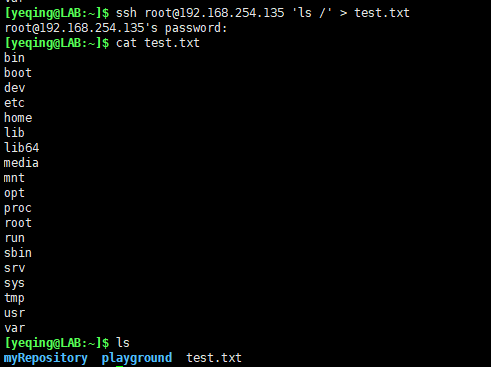 [yeqing@LAB:~]$ ssh root@192.168.254.135 'ls /' > test.txt
root@192.168.254.135's password:
[yeqing@LAB:~]$ cat test.txt
bin
boot
dev
etc
home
lib
lib64
media
mnt
opt
proc
root
run
sbin
srv
sys
tmp
usr
var
[yeqing@LAB:~]$ ls
myRepository  playground  test.txt